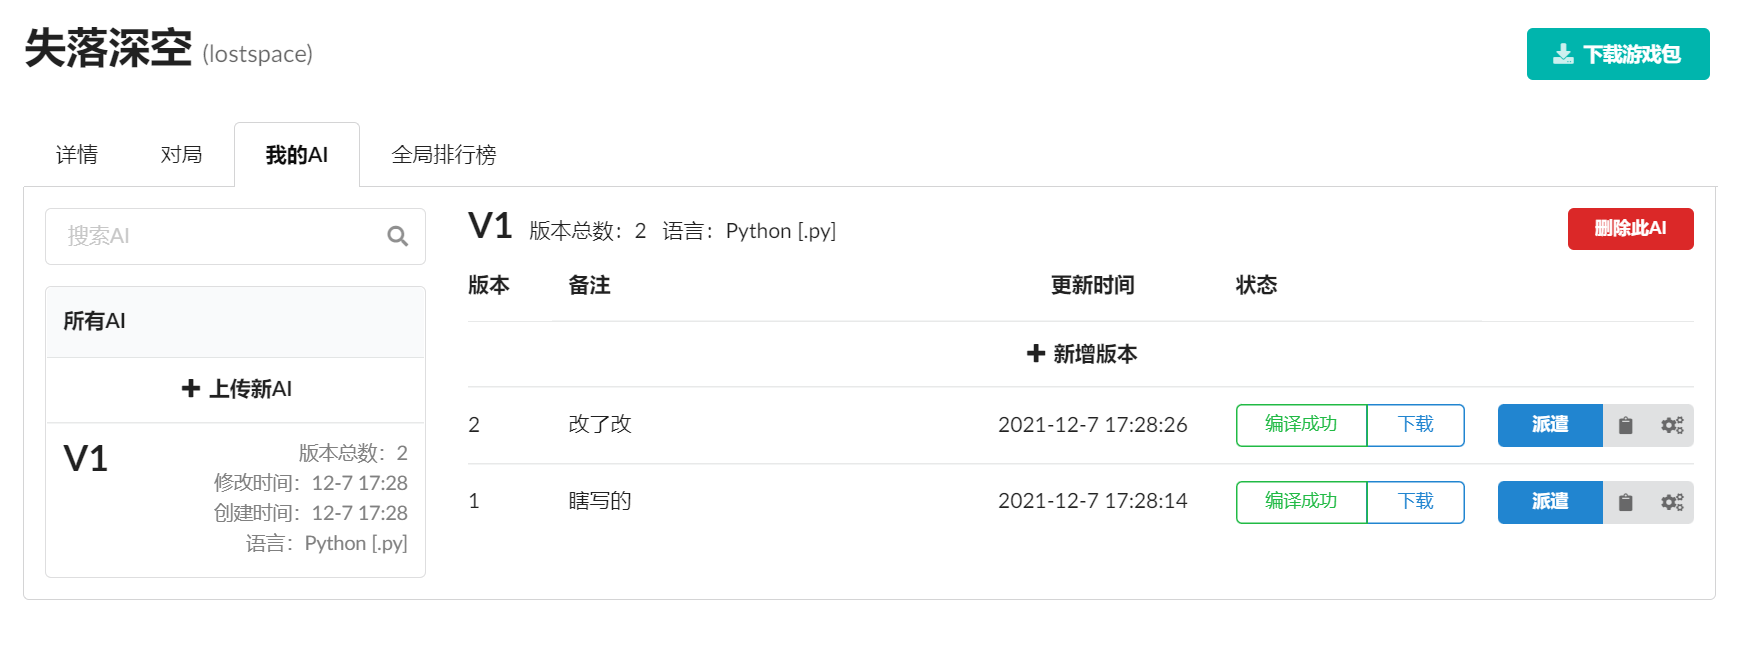 失落深空 (lostspace)
下载游戏包
详情 对局 我的AI 全局排行榜
搜索AI
所有AI
上传新AI
V1
版本总数：2
修改时间：12-7 17:28
创建时间：12-7 17:28
语言：Python [.py]
V1 版本总数：2 语言：Python [.py]
删除此AI
版本 备注 更新时间 状态
新增版本
2 改了改 2021-12-7 17:28:26 编译成功 下载 派遣
1 瞎写的 2021-12-7 17:28:14 编译成功 下载 派遣